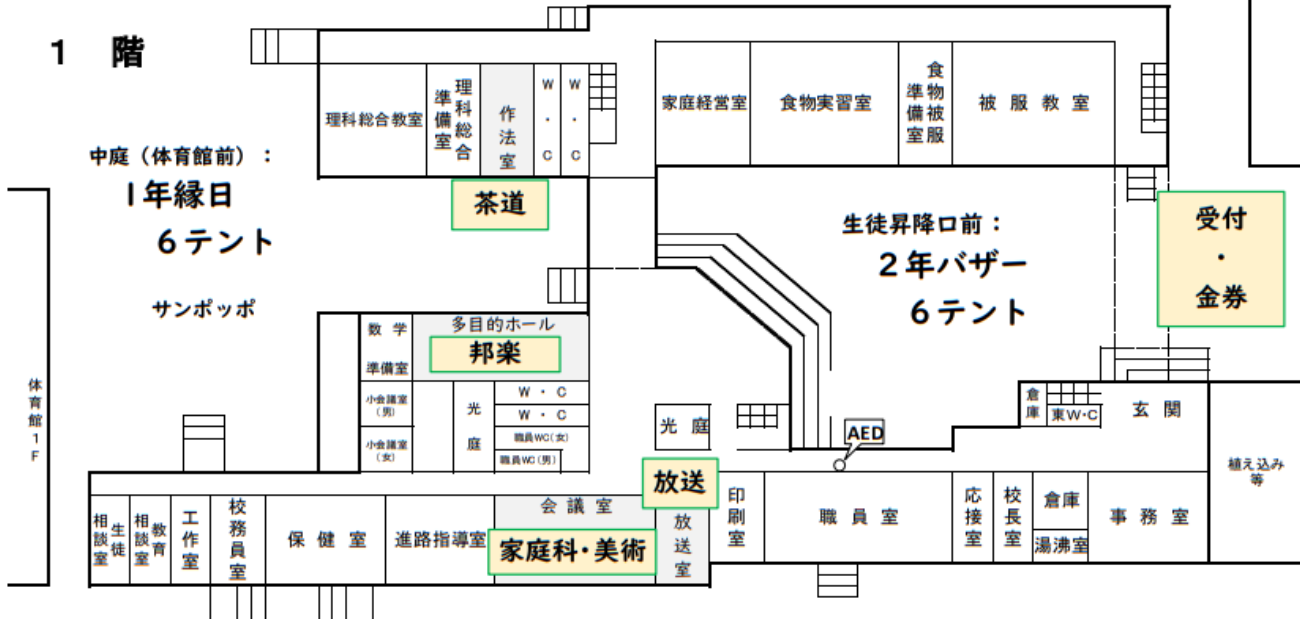 1 階
理科総合教室
理科総合準備室
作法室
W・C
W・C
家庭経営室
食物実習室
食物被服準備室
被服教室
中庭（体育館前）：
1年縁日
6テント
サンポッポ
茶道
生徒昇降口前：
2年バザー
6テント
受付
・
金券
体育館1F
数学
準備室
多目的ホール
邦楽
小会議室
(男)
小会議室
(女)
光庭
W・C
W・C
職員WC(女)
職員WC(男)
光庭
AED
倉庫
東W・C
玄関
植え込み
等
生徒相談室
教育相談室
工作室
校務員室
保健室
進路指導室
会議室
家庭科・美術
放送
放送室
印刷室
職員室
応接室
校長室
倉庫
湯沸室
事務室